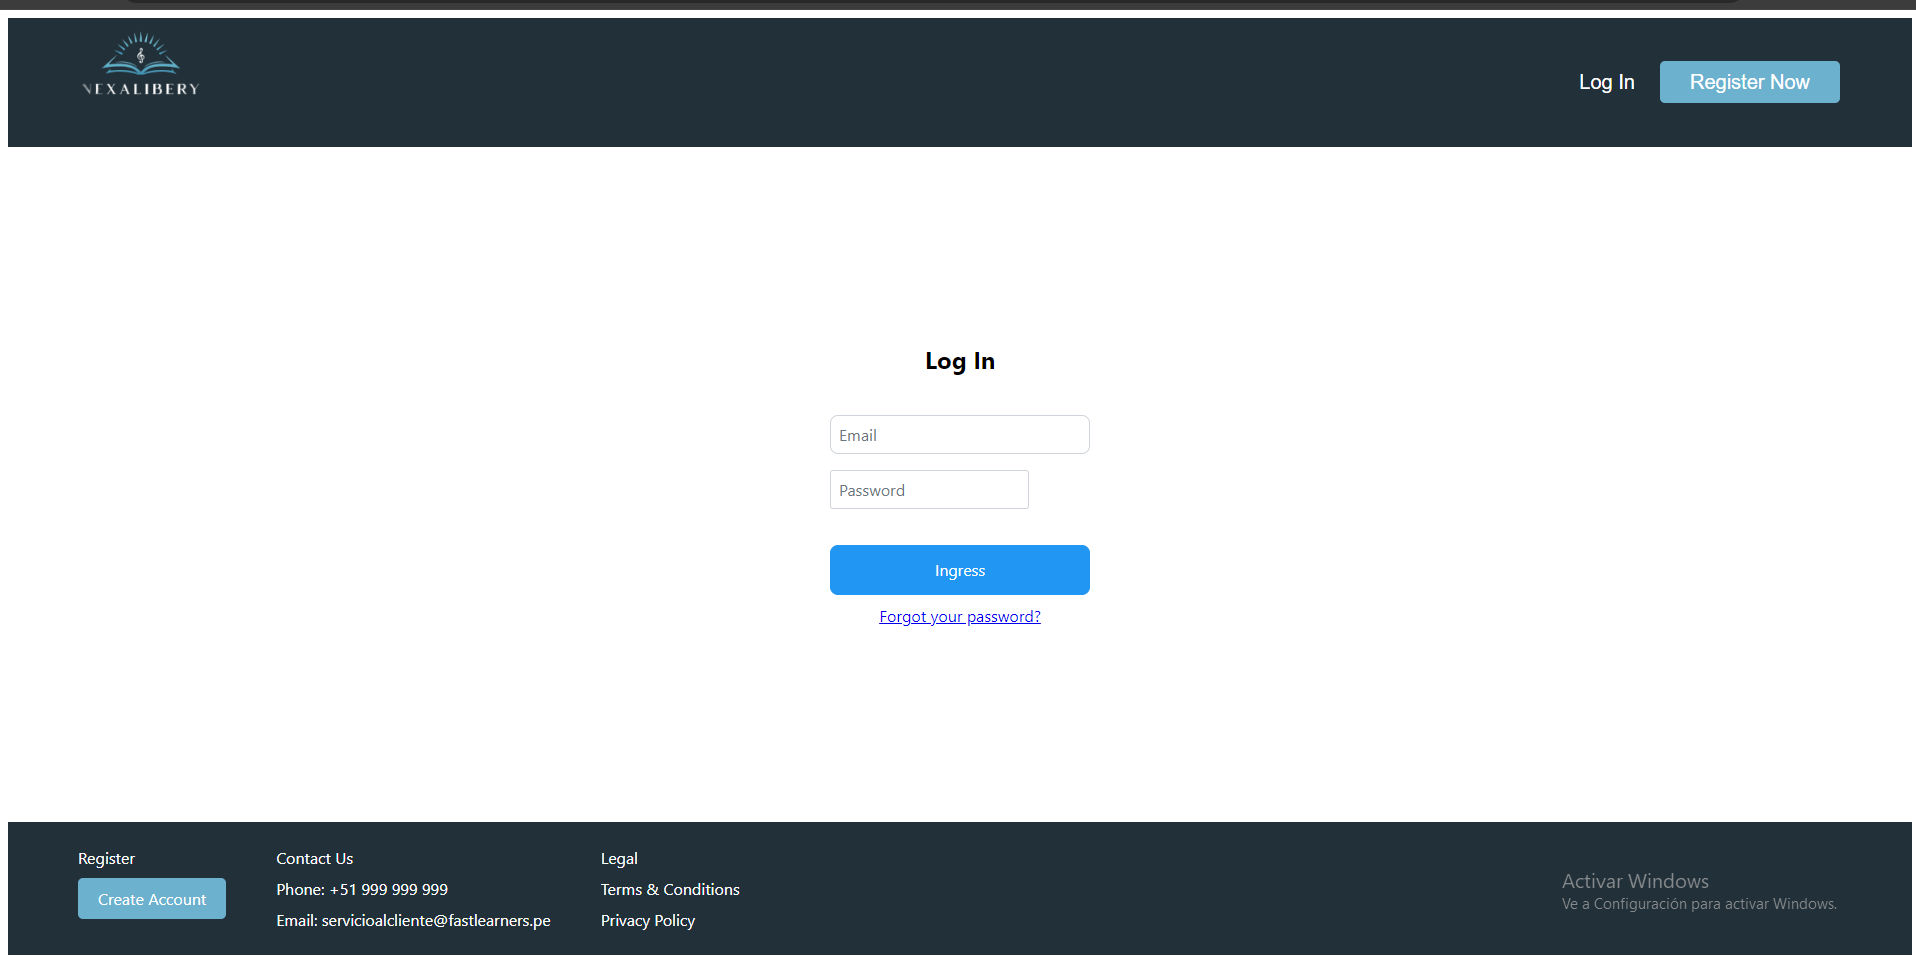 NEXALIBERY
Log In
Register Now
Log In
Email
Password
Ingress
Forgot your password?
Register
Create Account
Contact Us
Phone: +51 999 999 999
Email: servicioalcliente@fastlearners.pe
Legal
Terms & Conditions
Privacy Policy
Activar Windows
Ve a Configuración para activar Windows.